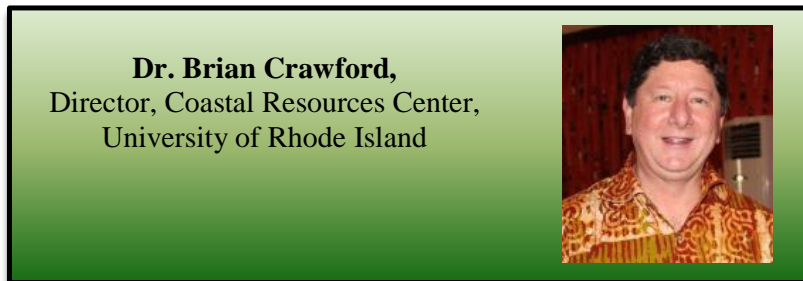 Dr. Brian Crawford,
Director, Coastal Resources Center,
University of Rhode Island